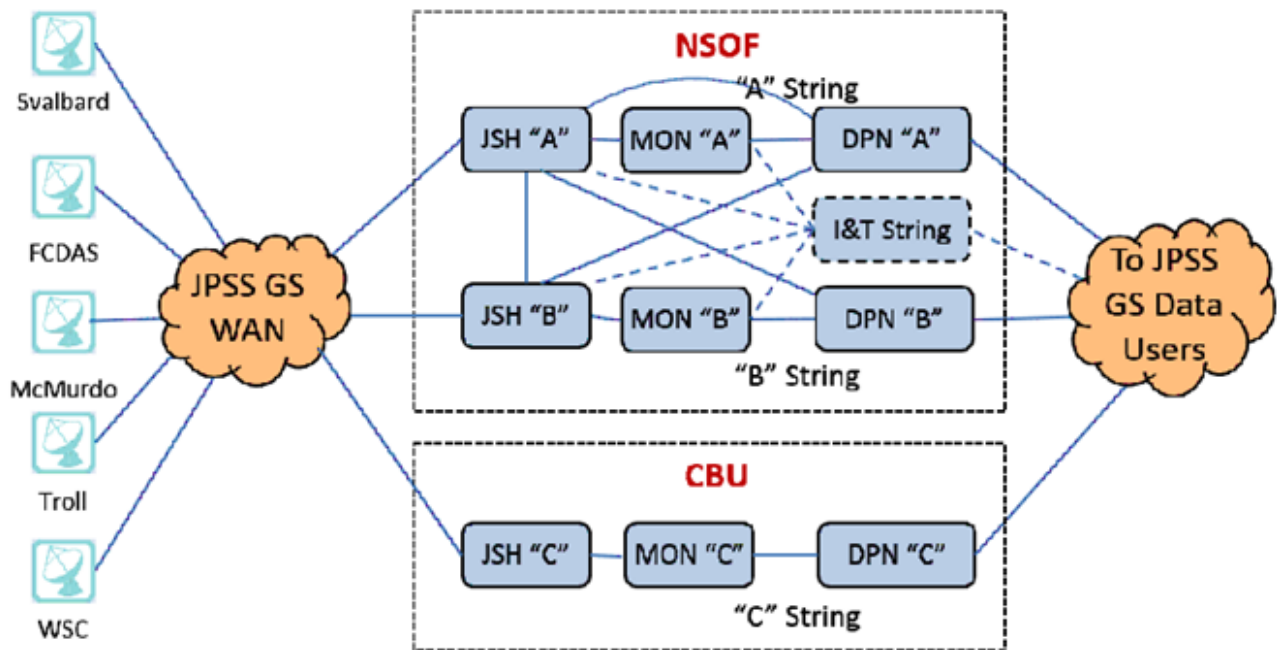 Svalbard
FCDAS
McMurdo
Troll
WSC
JPSS GS
WAN
NSOF
“A” String
JSH “A”
MON “A”
DPN “A”
I&T String
JSH “B”
MON “B”
DPN “B”
“B” String
CBU
JSH “C”
MON “C”
DPN “C”
“C” String
To JPSS
GS Data
Users